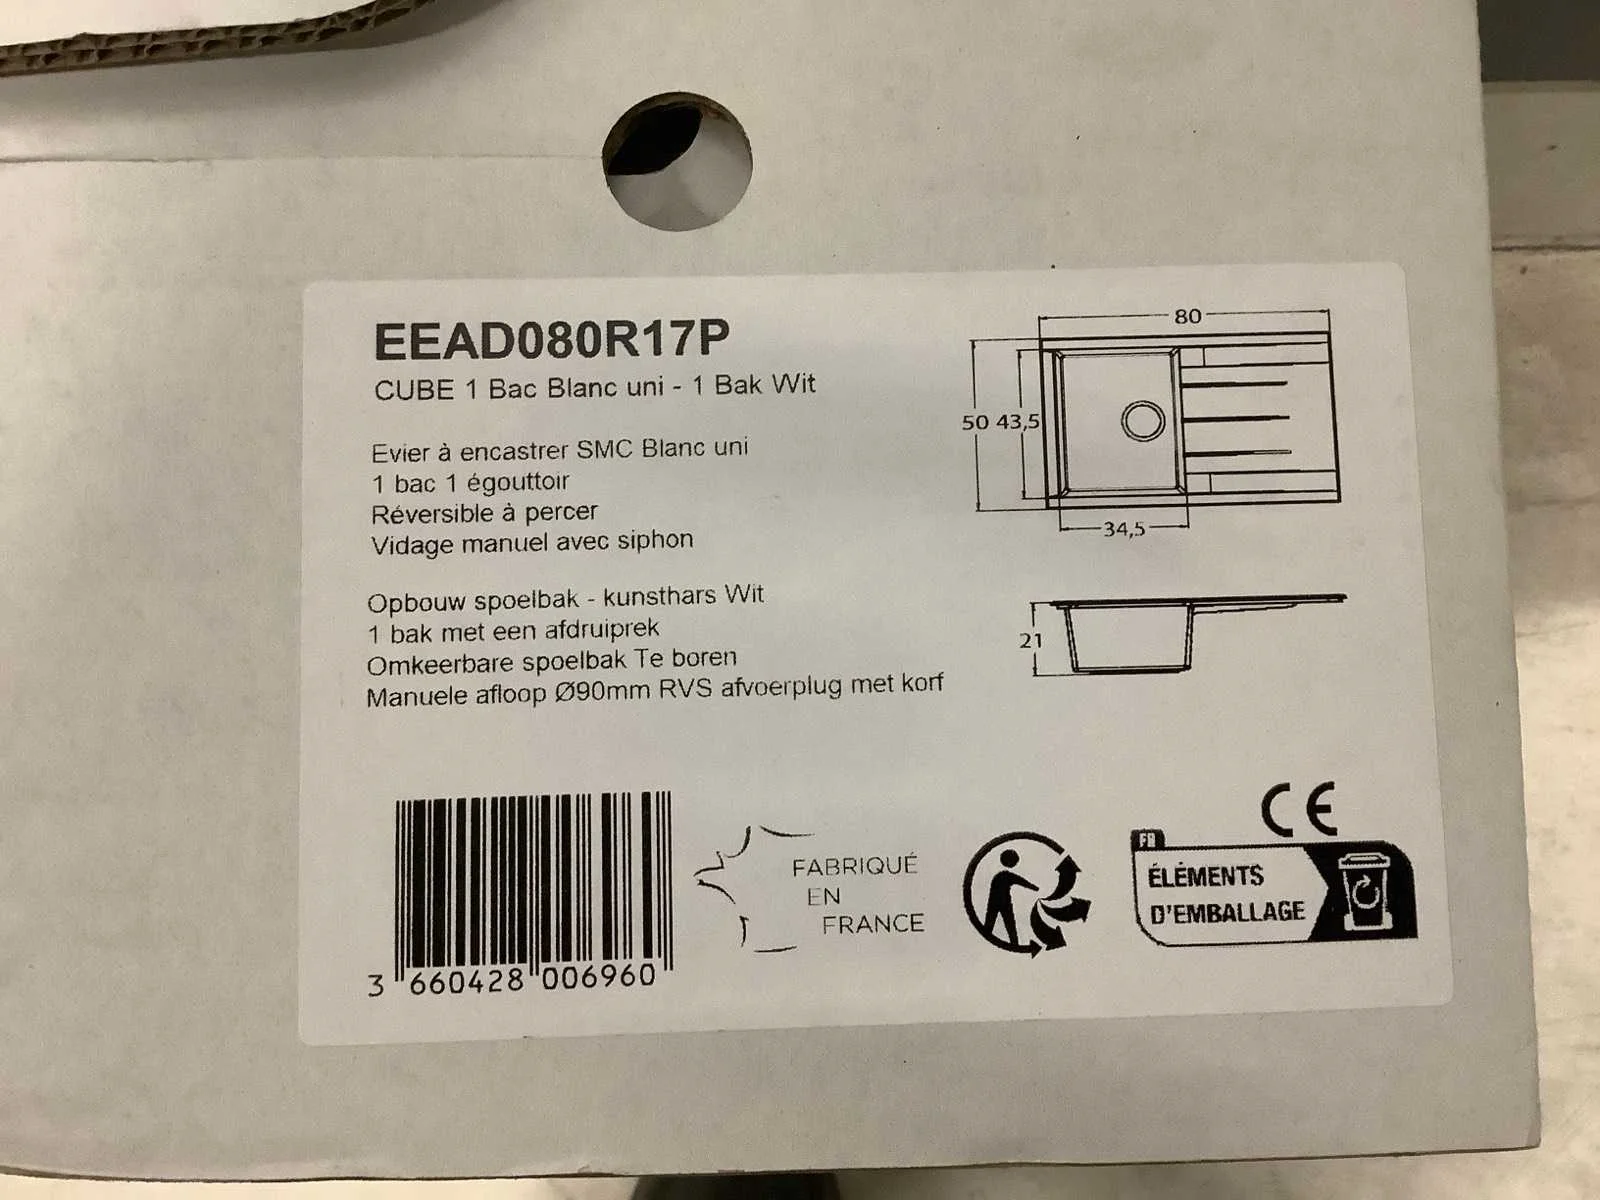 EEAD080R17P
CUBE 1 Bac Blanc uni - 1 Bak Wit
Evier à encastrer SMC Blanc uni
1 bac 1 égouttoir
Réversible à percer
Vidage manuel avec siphon
Opbouw spoelbak - kunsthars Wit
1 bak met een afdruiprek
Omkeerbare spoelbak Te boren
Manuele afloop Ø90mm RVS afvoerplug met korf
80
50 43,5
34,5
21
3 660428 006960
FABRIQUÉ
EN
FRANCE
CE
FR
ÉLÉMENTS
D'EMBALLAGE